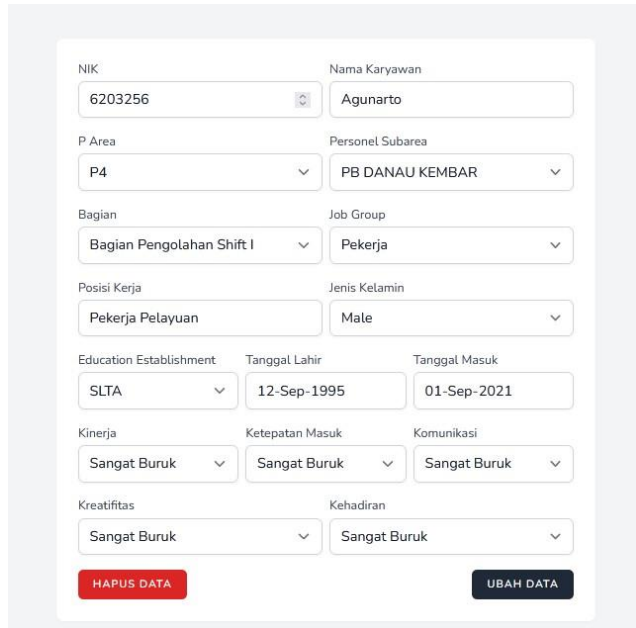 NIK Nama Karyawan
6203256 Agunarto
P Area Personel Subarea
P4 PB DANAU KEMBAR
Bagian Job Group
Bagian Pengolahan Shift I Pekerja
Posisi Kerja Jenis Kelamin
Pekerja Pelayuan Male
Education Establishment Tanggal Lahir Tanggal Masuk
SLTA 12-Sep-1995 01-Sep-2021
Kinerja Ketepatan Masuk Komunikasi
Sangat Buruk Sangat Buruk Sangat Buruk
Kreatifitas Kehadiran
Sangat Buruk Sangat Buruk
HAPUS DATA UBAH DATA